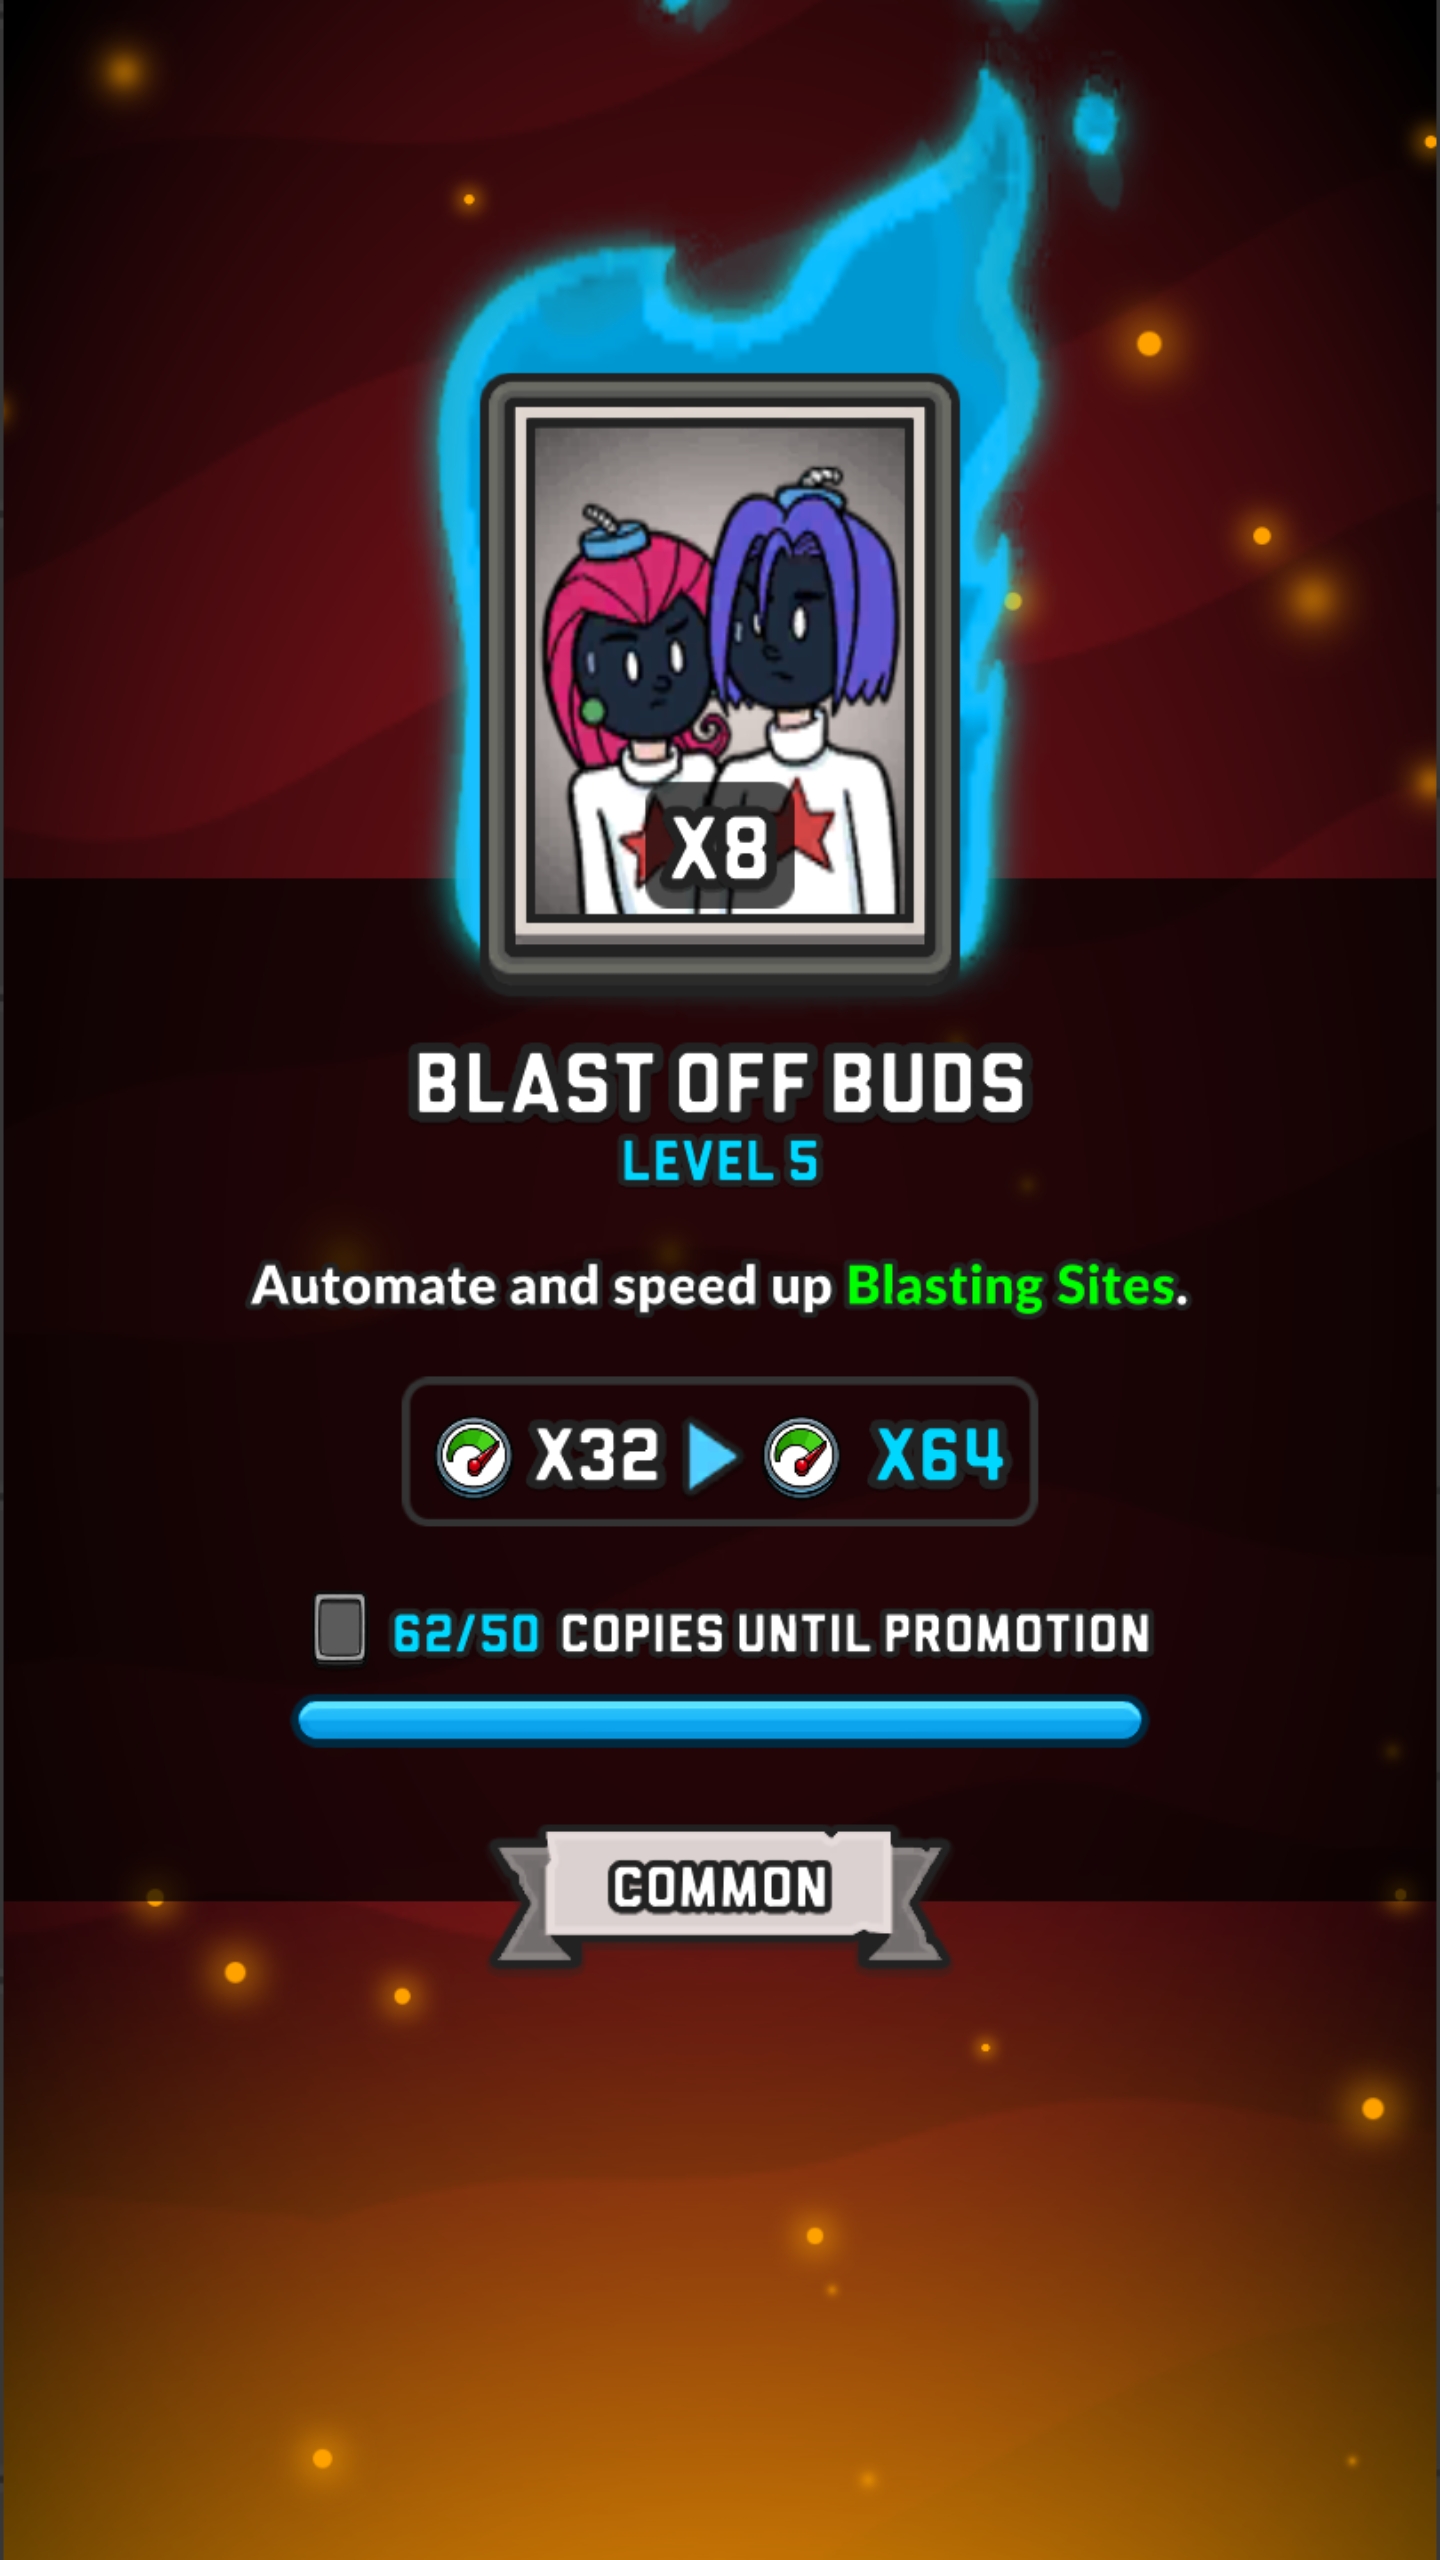 X8
BLAST OFF BUDS
LEVEL 5
Automate and speed up Blasting Sites.
X32 X64
62/50 COPIES UNTIL PROMOTION
COMMON